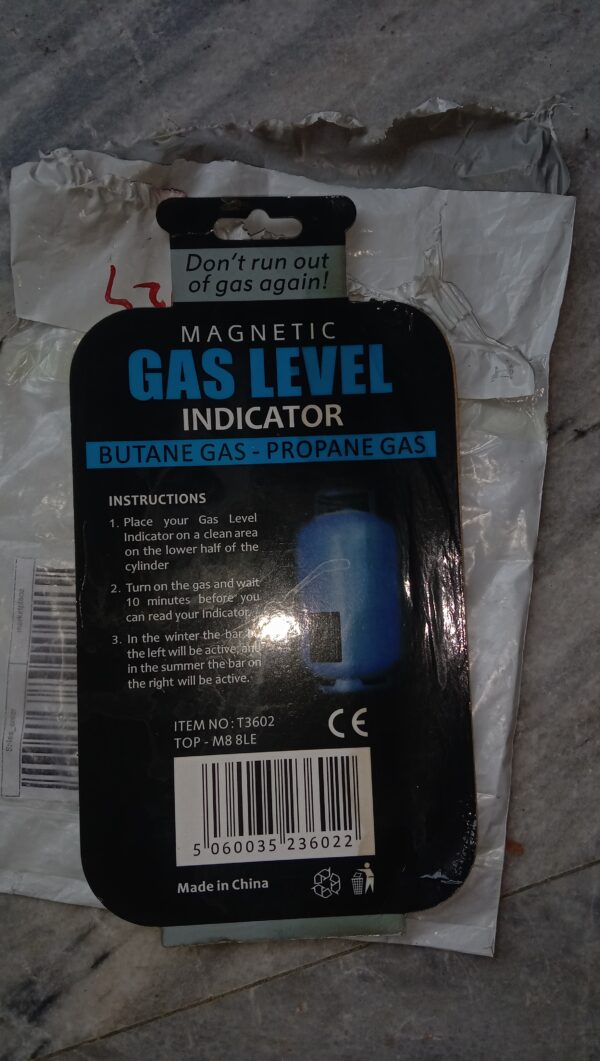 Don't run out
of gas again!
MAGNETIC
GAS LEVEL
INDICATOR
BUTANE GAS - PROPANE GAS
INSTRUCTIONS
1. Place your Gas Level
Indicator on a clean area
on the lower half of the
cylinder
2. Turn on the gas and wait
10 minutes before you
can read your Indicator.
3. In the winter the bar
the left will be active, and
in the summer the bar on
the right will be active.
ITEM NO : T3602
TOP - M8 8LE
CE
5 060035 236022
Made in China